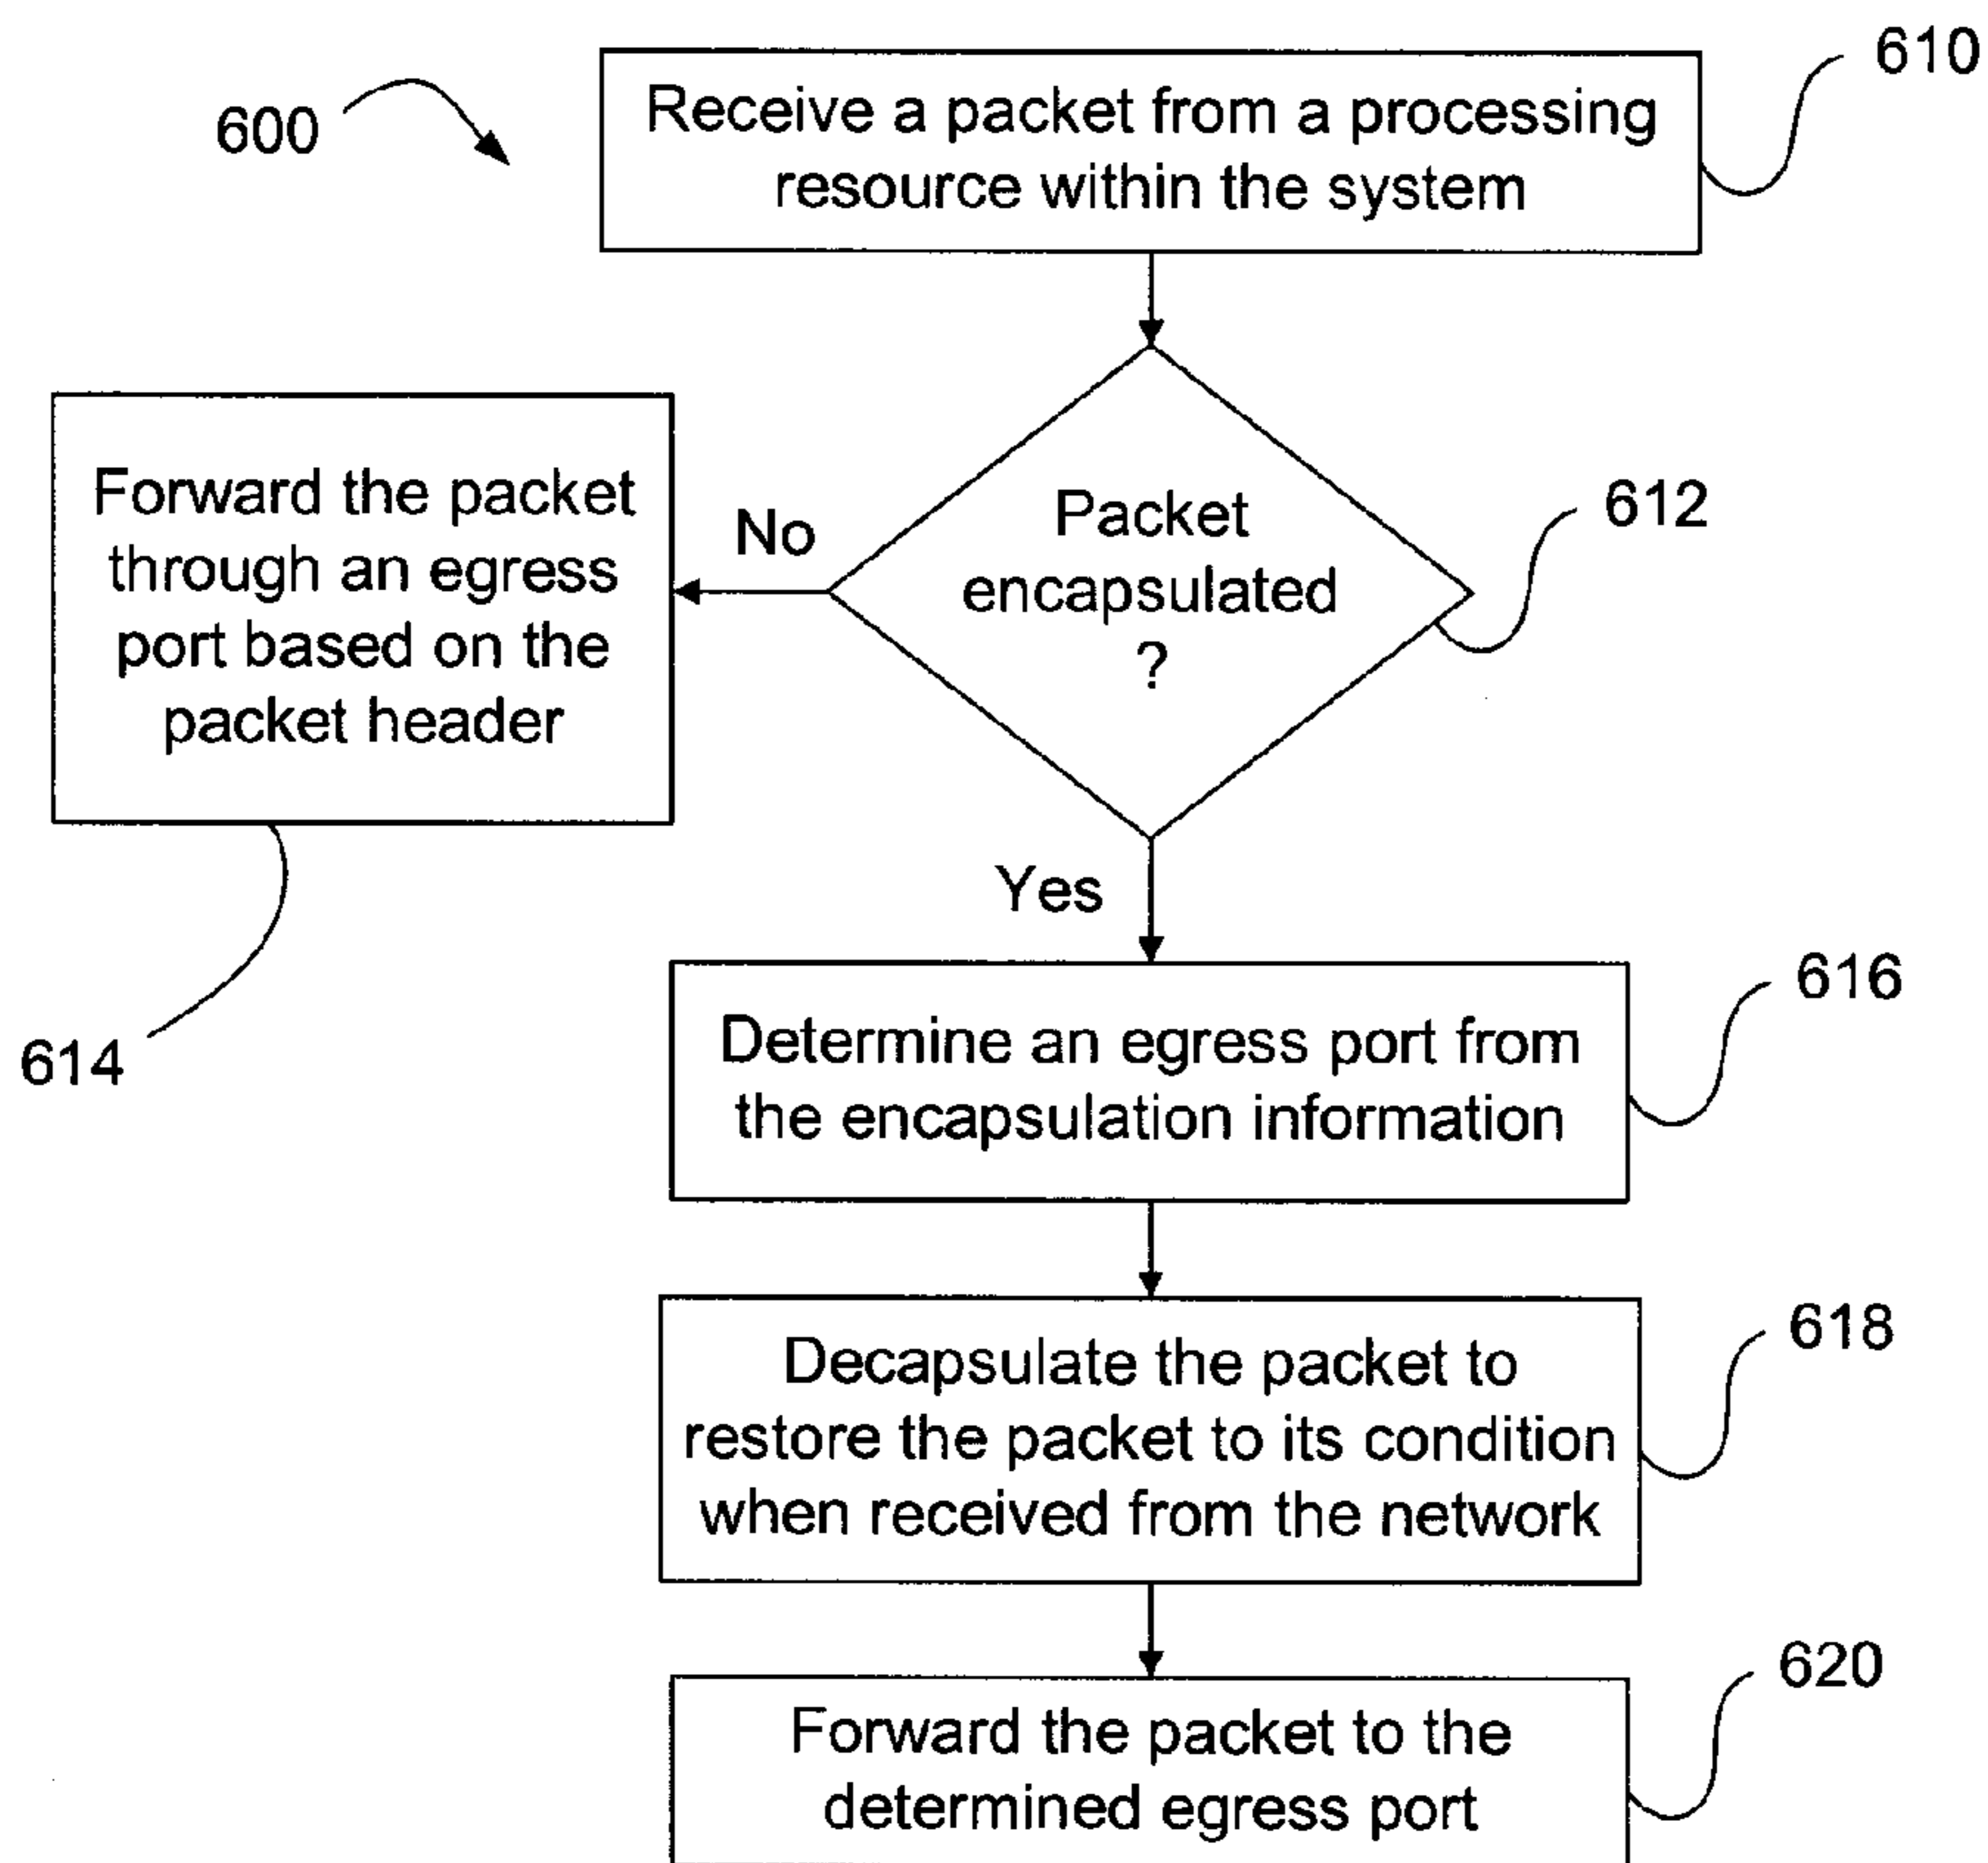 600
610
Receive a packet from a processing
resource within the system
612
Packet
encapsulated
?
No
Forward the packet
through an egress
port based on the
packet header
614
Yes
616
Determine an egress port from
the encapsulation information
618
Decapsulate the packet to
restore the packet to its condition
when received from the network
620
Forward the packet to the
determined egress port